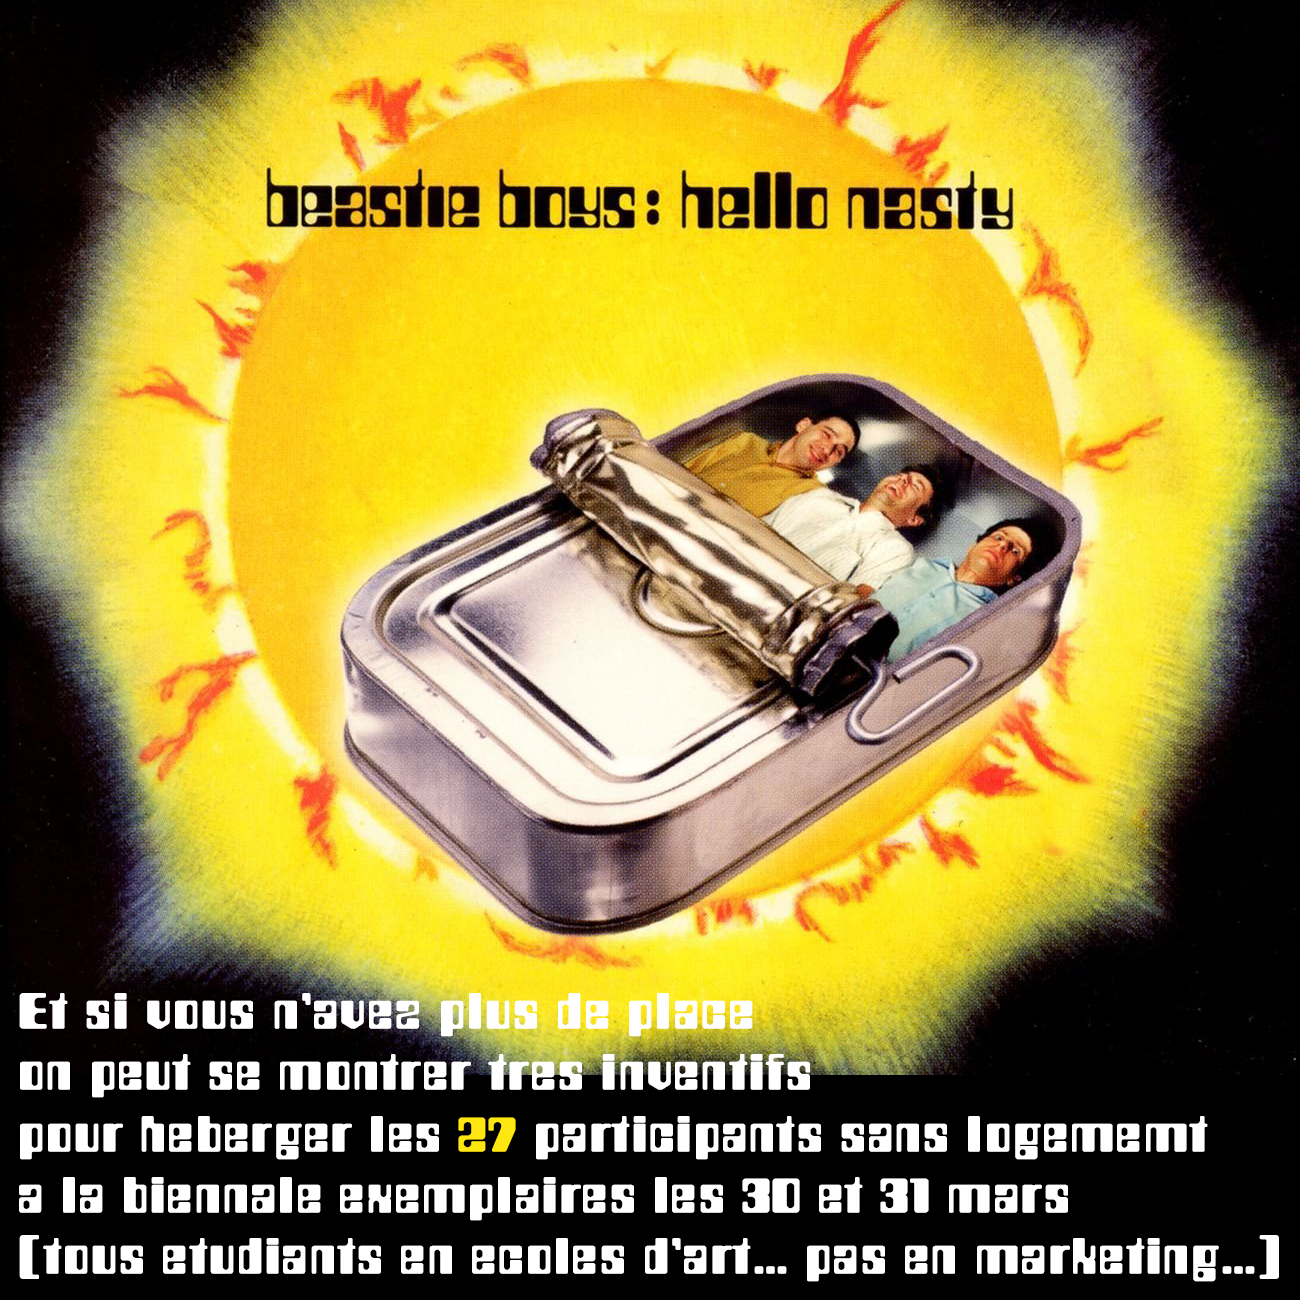 beastie boys: hello nasty
Et si vous n'avez plus de place
on peut se montrer tres inventifs
pour heberger les 27 participants sans logememt
a la biennale exemplaires les 30 et 31 mars
(tous etudiants en ecoles d'art... pas en marketing...)